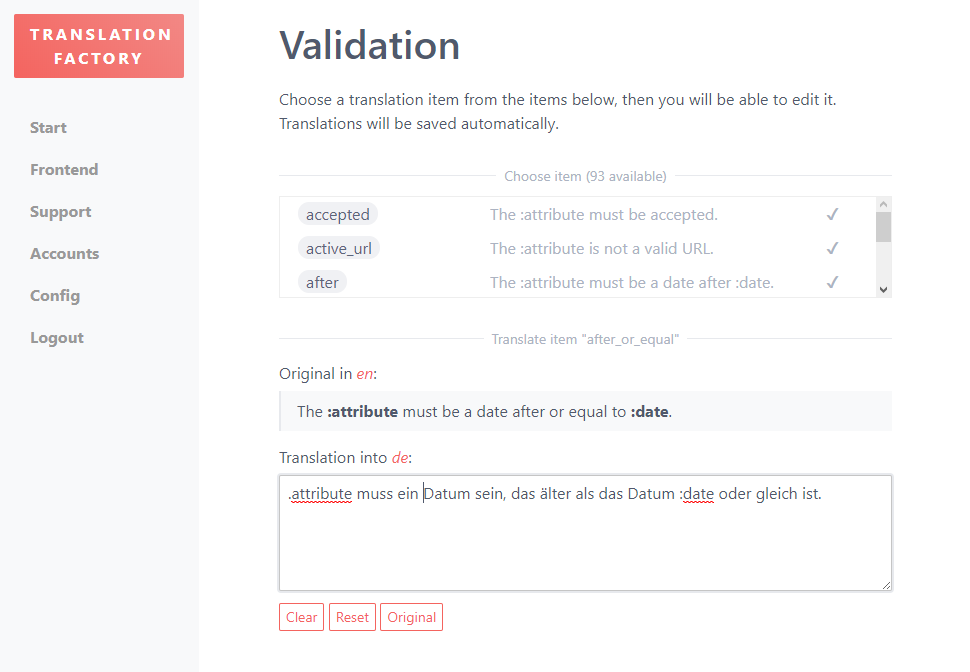 TRANSLATION
FACTORY
Start
Frontend
Support
Accounts
Config
Logout
Validation
Choose a translation item from the items below, then you will be able to edit it.
Translations will be saved automatically.
Choose item (93 available)
accepted The :attribute must be accepted. ✓
active_url The :attribute is not a valid URL. ✓
after The :attribute must be a date after :date. ✓
Translate item "after_or_equal"
Original in en:
The :attribute must be a date after or equal to :date.
Translation into de:
.attribute muss ein Datum sein, das älter als das Datum :date oder gleich ist.
Clear Reset Original